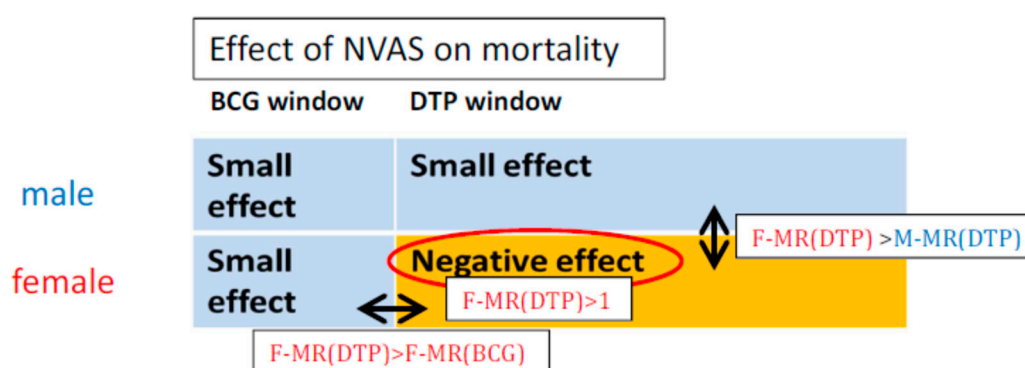 Effect of NVAS on mortality
BCG window DTP window
male
Small effect
Small effect
F-MR(DTP) >M-MR(DTP)
female
Small effect
Negative effect
F-MR(DTP)>1
F-MR(DTP)>F-MR(BCG)